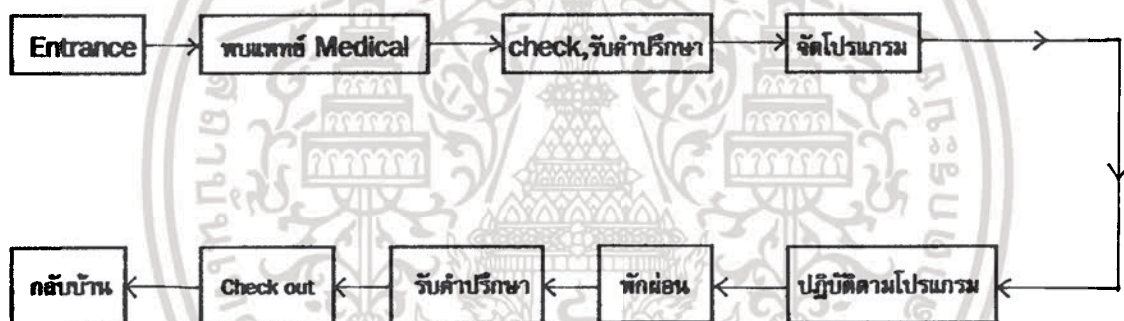 Entrance
พบแพทย์ Medical
check,รับคำปรึกษา
จัดโปรแกรม
ปฏิบัติตามโปรแกรม
พักผ่อน
รับคำปรึกษา
Check out
กลับบ้าน